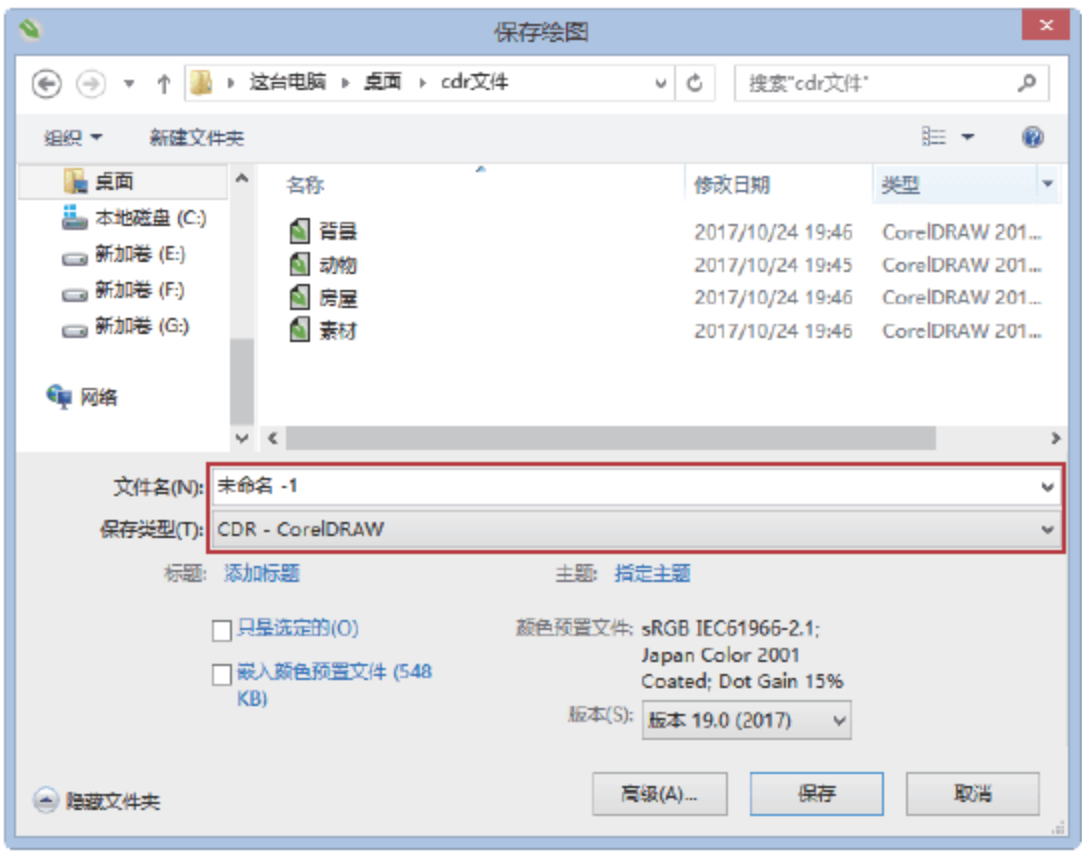 保存绘图
这台电脑 桌面 cdr文件 搜索"cdr文件"
组织 新建文件夹
桌面 名称 修改日期 类型
本地磁盘 (C:)
新加卷 (E:)
新加卷 (F:)
新加卷 (G:)
网络
背景 2017/10/24 19:46 CorelDRAW 201...
动物 2017/10/24 19:45 CorelDRAW 201...
房屋 2017/10/24 19:46 CorelDRAW 201...
素材 2017/10/24 19:46 CorelDRAW 201...
文件名(N): 未命名 -1
保存类型(T): CDR - CorelDRAW
标题: 添加标题 主题: 指定主题
只是选定的(O)
嵌入颜色预置文件 (548
KB)
颜色预置文件: sRGB IEC61966-2.1;
Japan Color 2001
Coated; Dot Gain 15%
版本(S): 版本 19.0 (2017)
隐藏文件夹 高级(A)... 保存 取消